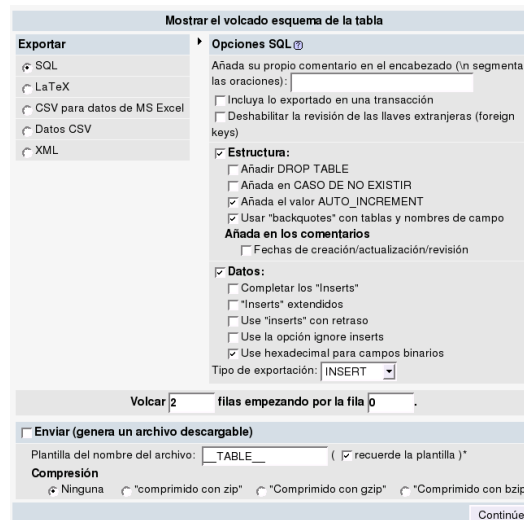 Mostrar el volcado esquema de la tabla
Exportar
SQL
LaTeX
CSV para datos de MS Excel
Datos CSV
XML
Opciones SQL
Añada su propio comentario en el encabezado (\n segmenta
las oraciones):
Incluya lo exportado en una transacción
Deshabilitar la revisión de las llaves extranjeras (foreign
keys)
Estructura:
Añadir DROP TABLE
Añada en CASO DE NO EXISTIR
Añada el valor AUTO_INCREMENT
Usar "backquotes" con tablas y nombres de campo
Añada en los comentarios
Fechas de creación/actualización/revisión
Datos:
Completar los "Inserts"
"Inserts" extendidos
Use "inserts" con retraso
Use la opción ignore inserts
Use hexadecimal para campos binarios
Tipo de exportación: INSERT
Volcar 2 filas empezando por la fila 0 .
Enviar (genera un archivo descargable)
Plantilla del nombre del archivo: __TABLE__ ( recuerde la plantilla )*
Compresión
Ninguna "comprimido con zip" "Comprimido con gzip" "Comprimido con bzip
Continúe